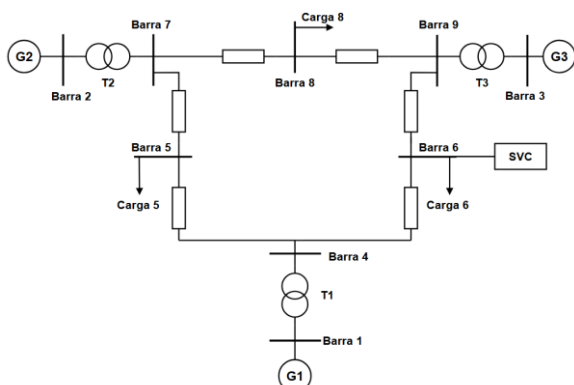 Carga 8
Barra 7
Barra 9
G2
G3
T2
T3
Barra 2
Barra 8
Barra 3
Barra 5
Barra 6
SVC
Carga 5
Carga 6
Barra 4
T1
Barra 1
G1